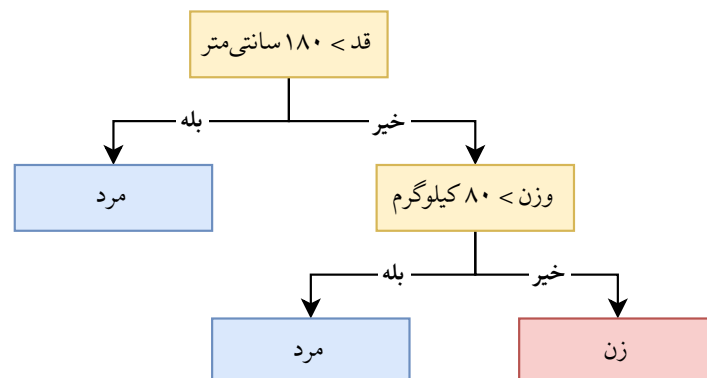 قد > ۱۸۰ سانتی‌متر
بله
خیر
مرد
وزن > ۸۰ کیلوگرم
بله
خیر
مرد
زن